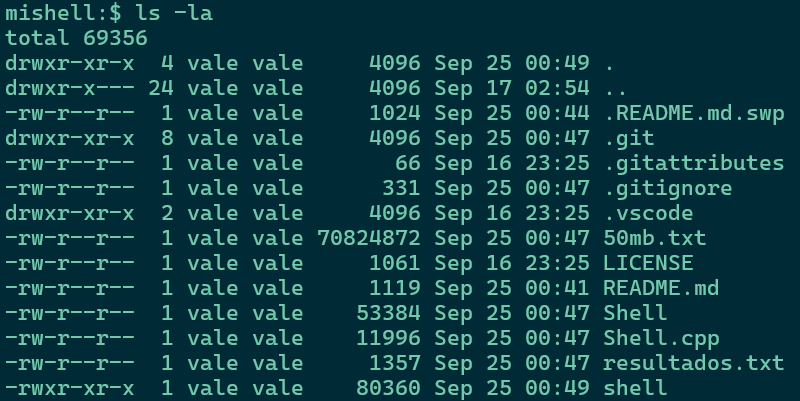 mishell:$ ls -la
total 69356
drwxr-xr-x  4 vale vale     4096 Sep 25 00:49 .
drwxr-x--- 24 vale vale     4096 Sep 17 02:54 ..
-rw-r--r--  1 vale vale     1024 Sep 25 00:44 .README.md.swp
drwxr-xr-x  8 vale vale     4096 Sep 25 00:47 .git
-rw-r--r--  1 vale vale       66 Sep 16 23:25 .gitattributes
-rw-r--r--  1 vale vale      331 Sep 25 00:47 .gitignore
drwxr-xr-x  2 vale vale     4096 Sep 16 23:25 .vscode
-rw-r--r--  1 vale vale 70824872 Sep 25 00:47 50mb.txt
-rw-r--r--  1 vale vale     1061 Sep 16 23:25 LICENSE
-rw-r--r--  1 vale vale     1119 Sep 25 00:41 README.md
-rw-r--r--  1 vale vale    53384 Sep 25 00:47 Shell
-rw-r--r--  1 vale vale    11996 Sep 25 00:47 Shell.cpp
-rw-r--r--  1 vale vale     1357 Sep 25 00:47 resultados.txt
-rwxr-xr-x  1 vale vale    80360 Sep 25 00:49 shell